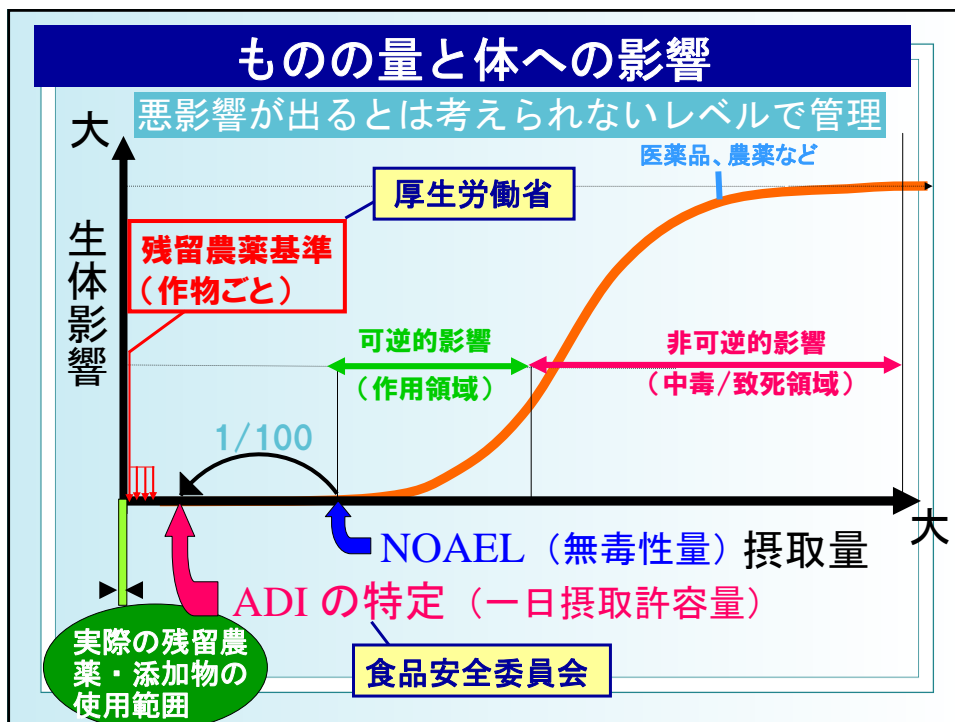 ものの量と体への影響
悪影響が出るとは考えられないレベルで管理
大
医薬品、農薬など
厚生労働省
生体影響
残留農薬基準
（作物ごと）
可逆的影響
（作用領域）
非可逆的影響
（中毒/致死領域）
1/100
大
NOAEL（無毒性量）摂取量
ADI の特定（一日摂取許容量）
実際の残留農
薬・添加物の
使用範囲
食品安全委員会